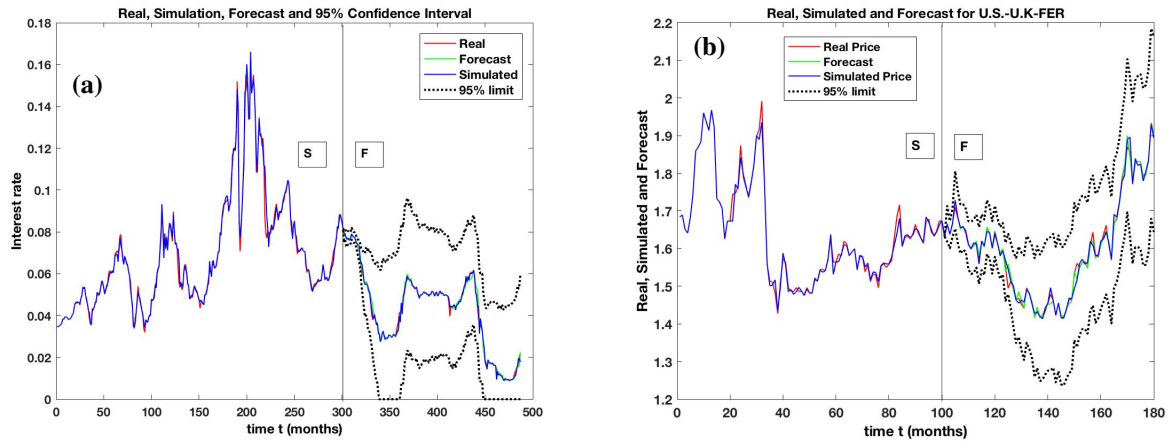 Real, Simulation, Forecast and 95% Confidence Interval
0.18
0.16
0.14
0.12
0.1
0.08
0.06
0.04
0.02
0
Interest rate
(a)
Real
Forecast
Simulated
95% limit
S
F
0 50 100 150 200 250 300 350 400 450 500
time t (months)
Real, Simulated and Forecast for U.S.-U.K-FER
2.2
2.1
2
1.9
1.8
1.7
1.6
1.5
1.4
1.3
1.2
Real, Simulated and Forecast
(b)
Real Price
Forecast
Simulated Price
95% limit
S
F
0 20 40 60 80 100 120 140 160 180
time t (months)